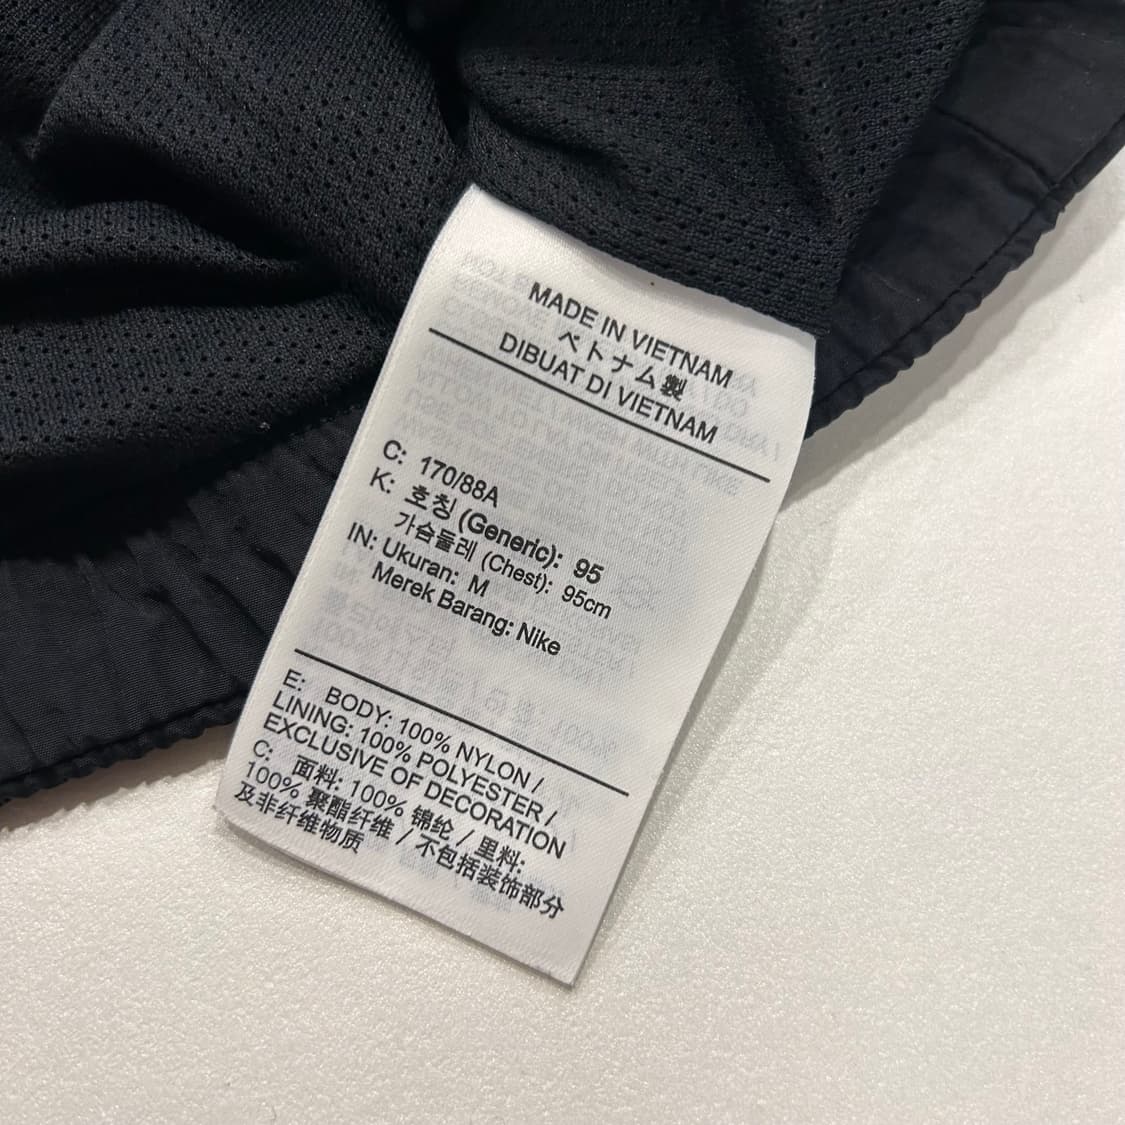 MADE IN VIETNAM
ベトナム製
DIBUAT DI VIETNAM
C: 170/88A
K: 호칭 (Generic): 95
가슴둘레 (Chest): 95cm
IN: Ukuran: M
Merek Barang: Nike
E: BODY: 100% NYLON /
LINING: 100% POLYESTER /
EXCLUSIVE OF DECORATION
C: 面料: 100% 锦纶 / 里料:
100% 聚酯纤维 / 不包括装饰部分
及非纤维物质